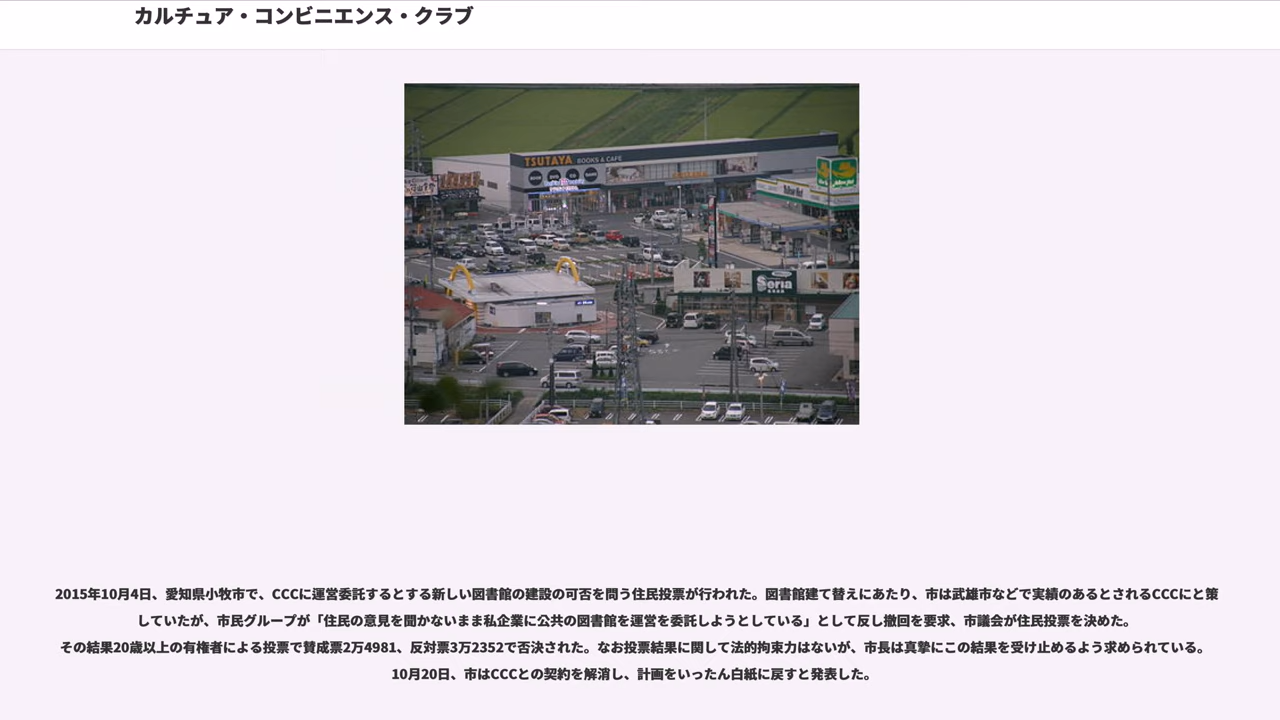 カルチュア・コンビニエンス・クラブ
TSUTAYA BOOKS & CAFE
Seria
2015年10月4日、愛知県小牧市で、CCCに運営委託するとする新しい図書館の建設の可否を問う住民投票が行われた。図書館建て替えにあたり、市は武雄市などで実績のあるとされるCCCにと策
していたが、市民グループが「住民の意見を聞かないまま私企業に公共の図書館を運営を委託しようとしている」として反し撤回を要求、市議会が住民投票を決めた。
その結果20歳以上の有権者による投票で賛成票2万4981、反対票3万2352で否決された。なお投票結果に関して法的拘束力はないが、市長は真摯にこの結果を受け止めるよう求められている。
10月20日、市はCCCとの契約を解消し、計画をいったん白紙に戻すと発表した。